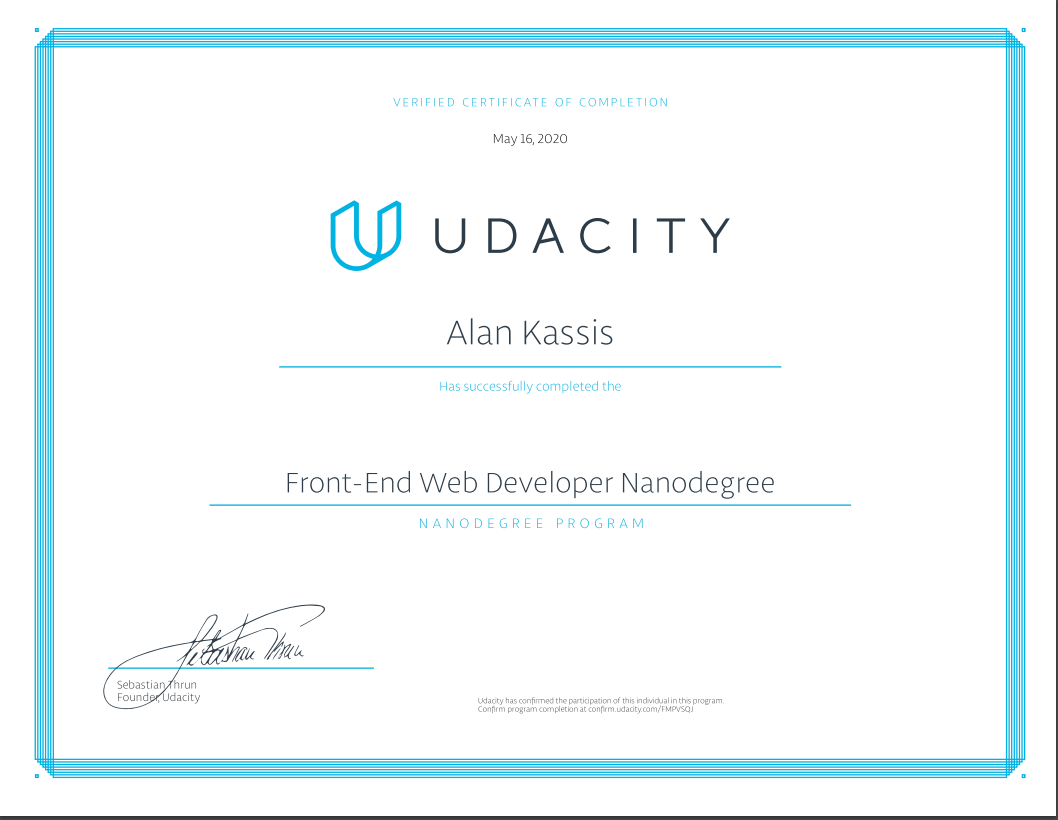 VERIFIED CERTIFICATE OF COMPLETION
May 16, 2020
UDACITY
Alan Kassis
Has successfully completed the
Front-End Web Developer Nanodegree
NANODEGREE PROGRAM
Sebastian Thrun
Sebastian Thrun
Founder, Udacity
Udacity has confirmed the participation of this individual in this program.
Confirm program completion at confirm.udacity.com/FMPVSQJ